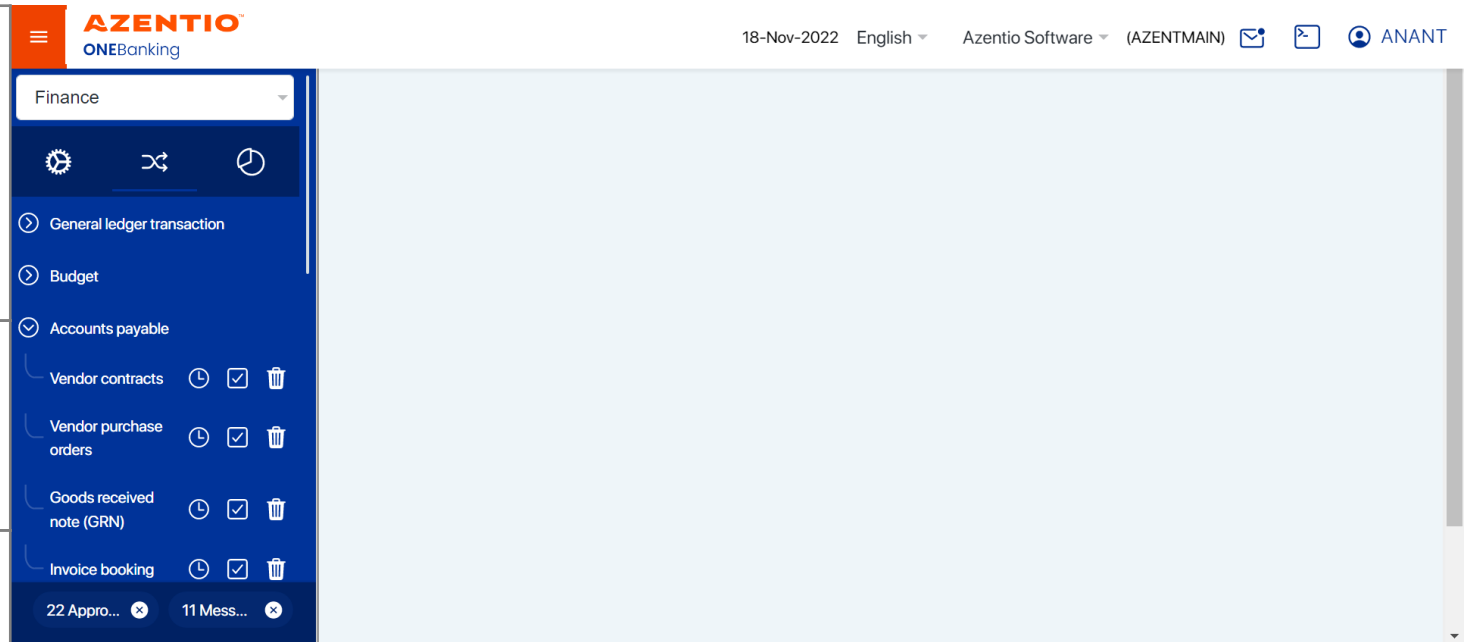 AZENTIO™
ONEBanking
18-Nov-2022 English Azentio Software (AZENTMAIN) ANANT
Finance
General ledger transaction
Budget
Accounts payable
Vendor contracts
Vendor purchase
orders
Goods received
note (GRN)
Invoice booking
22 Appro... 11 Mess...